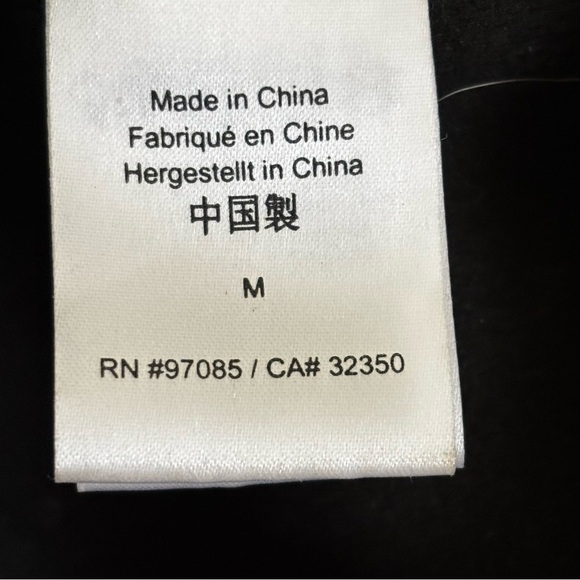 Made in China
Fabriqué en Chine
Hergestellt in China
中国製
M
RN #97085 / CA# 32350